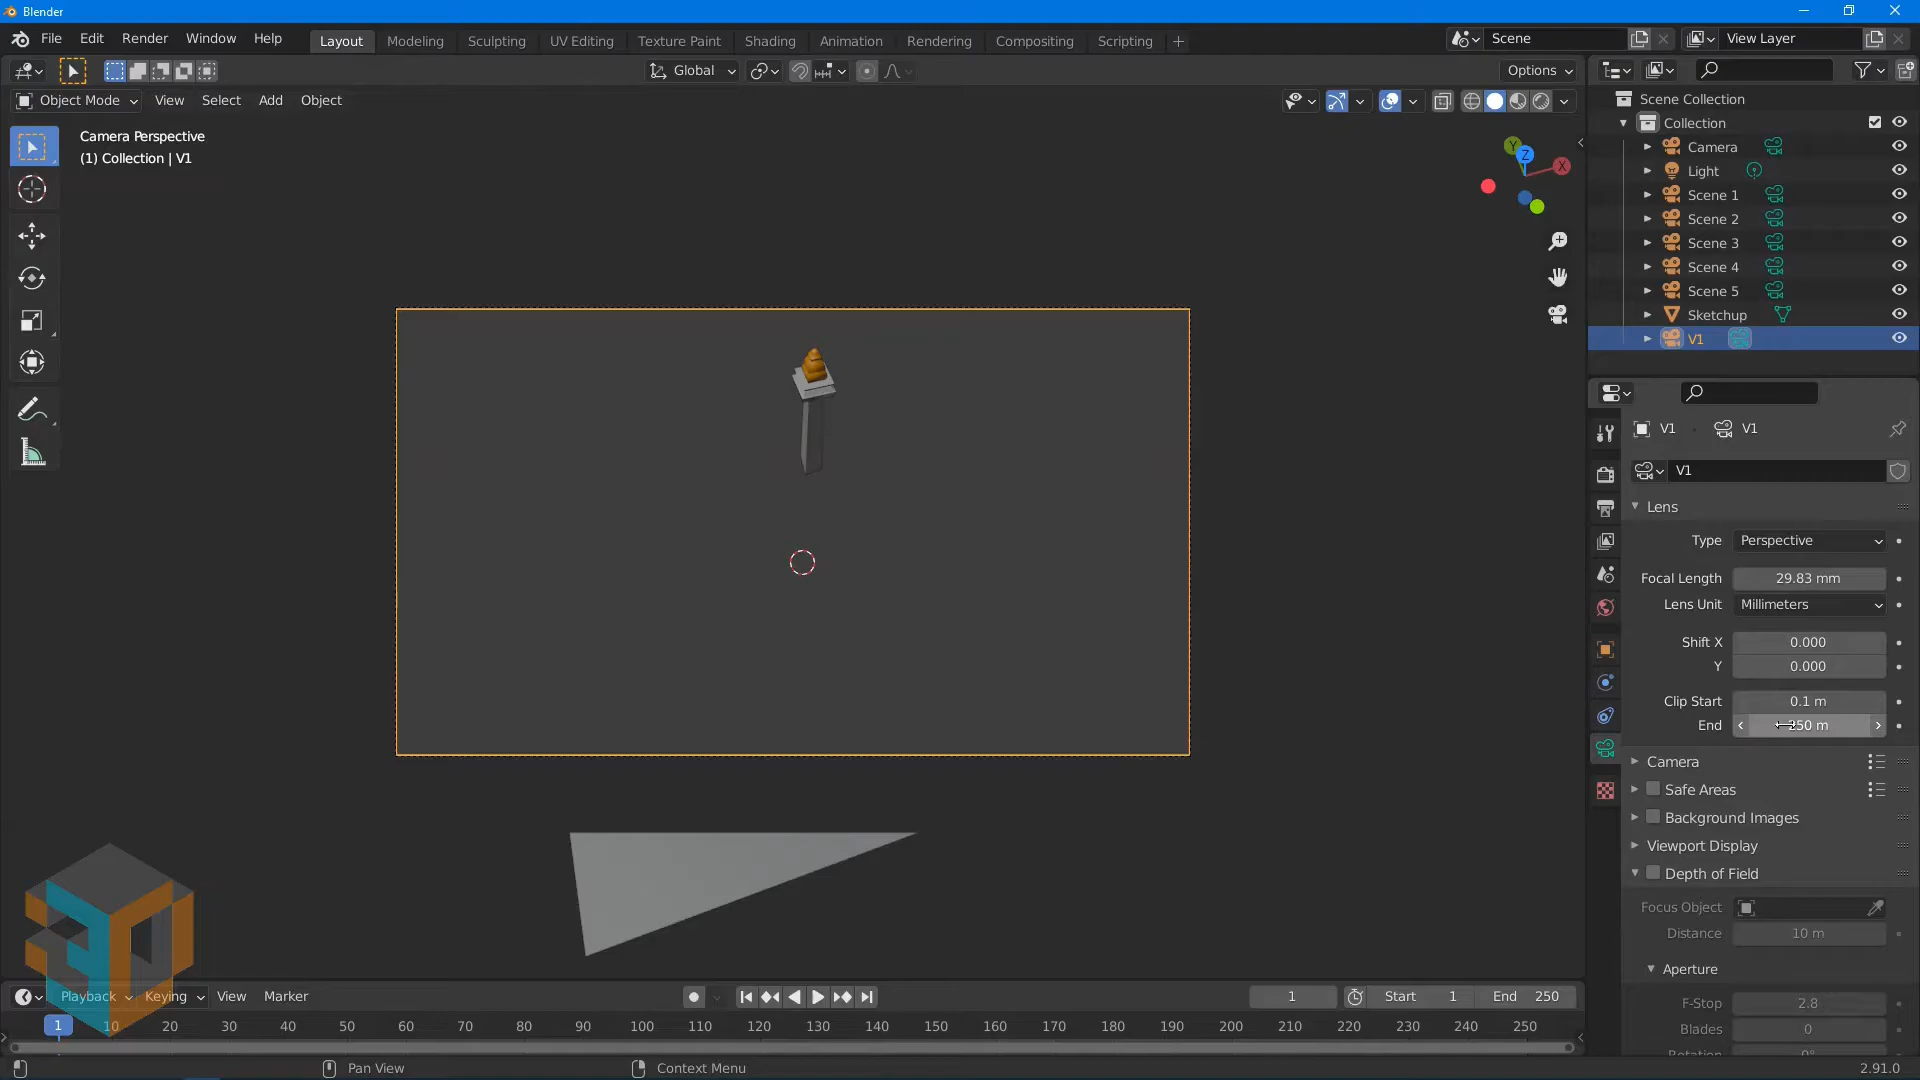 Blender
File Edit Render Window Help
Layout Modeling Sculpting UV Editing Texture Paint Shading Animation Rendering Compositing Scripting
Scene
View Layer
Global
Options
Object Mode View Select Add Object
Camera Perspective
(1) Collection | V1
Y
Z
X
Scene Collection
Collection
Camera
Light
Scene 1
Scene 2
Scene 3
Scene 4
Scene 5
Sketchup
V1
V1 V1
V1
Lens
Type Perspective
Focal Length 29.83 mm
Lens Unit Millimeters
Shift X 0.000
Y 0.000
Clip Start 0.1 m
End 250 m
Camera
Safe Areas
Background Images
Viewport Display
Depth of Field
Focus Object
Distance 10 m
Aperture
F-Stop 2.8
Blades 0
Rotation 0°
Playback Keying View Marker
1
Start 1
End 250
1 10 20 30 40 50 60 70 80 90 100 110 120 130 140 150 160 170 180 190 200 210 220 230 240 250
Pan View
Context Menu
2.91.0